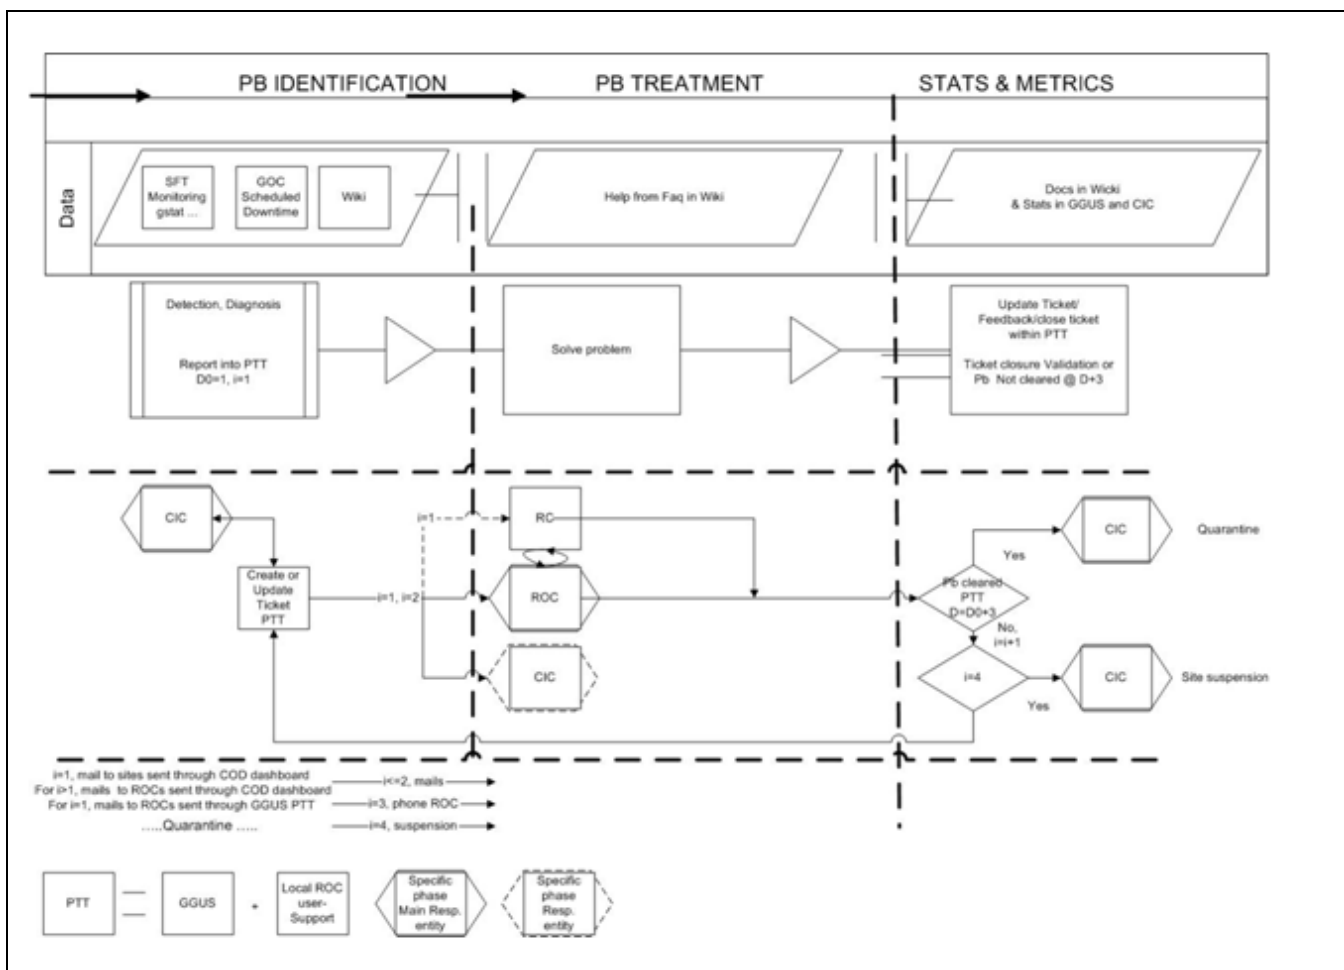 PB IDENTIFICATION
PB TREATMENT
STATS & METRICS
Data
SFT
Monitoring
gstat ...
GOC
Scheduled
Downtime
Wiki
Help from Faq in Wiki
Docs in Wicki
& Stats in GGUS and CIC
Detection, Diagnosis
Report into PTT
D0=1, i=1
Solve problem
Update Ticket/
Feedback/close ticket
within PTT
Ticket closure Validation or
Pb Not cleared @ D+3
CIC
Create or
Update
Ticket
PTT
i=1
i=1, i=2
RC
ROC
CIC
Pb cleared
PTT
D=D0+3
Yes
CIC
Quarantine
No,
i=i+1
i=4
Yes
CIC
Site suspension
i=1, mail to sites sent through COD dashboard
For i>1, mails to ROCs sent through COD dashboard
For i=1, mails to ROCs sent through GGUS PTT
.....Quarantine .....
i<=2, mails
i=3, phone ROC
i=4, suspension
PTT
GGUS
+
Local ROC
user-
Support
Specific
phase
Main Resp.
entity
Specific
phase
Resp.
entity